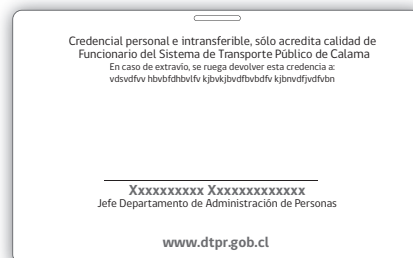 Credencial personal e intransferible, sólo acredita calidad de
Funcionario del Sistema de Transporte Público de Calama
En caso de extravío, se ruega devolver esta credencial a:
vdsvdfvv hbvbfdhbvlfv kjbvkjbvdfbvbdfv kjbnvdfjvdfvbn
Xxxxxxxxxx Xxxxxxxxxxxxx
Jefe Departamento de Administración de Personas
www.dtpr.gob.cl